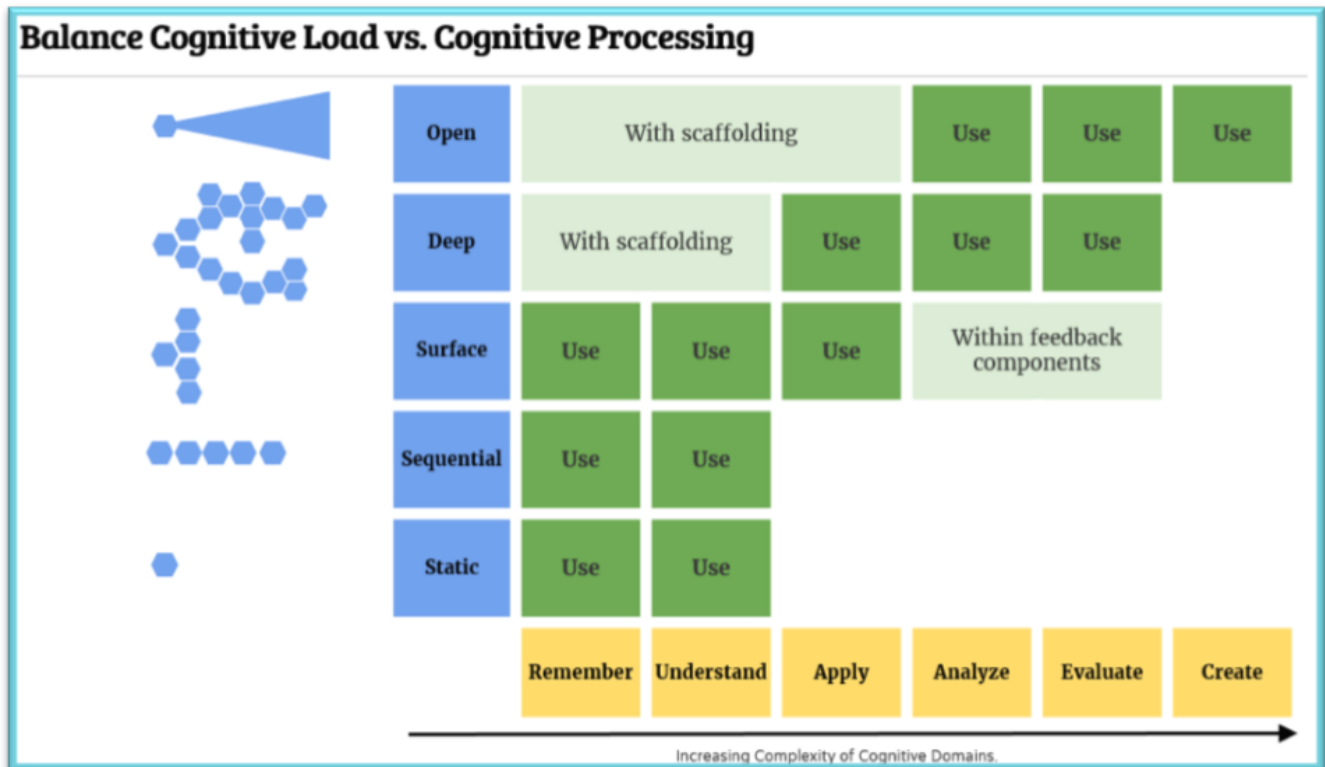 Balance Cognitive Load vs. Cognitive Processing
Open With scaffolding Use Use Use
Deep With scaffolding Use Use Use
Surface Use Use Use Within feedback
components
Sequential Use Use
Static Use Use
Remember Understand Apply Analyze Evaluate Create
Increasing Complexity of Cognitive Domains.